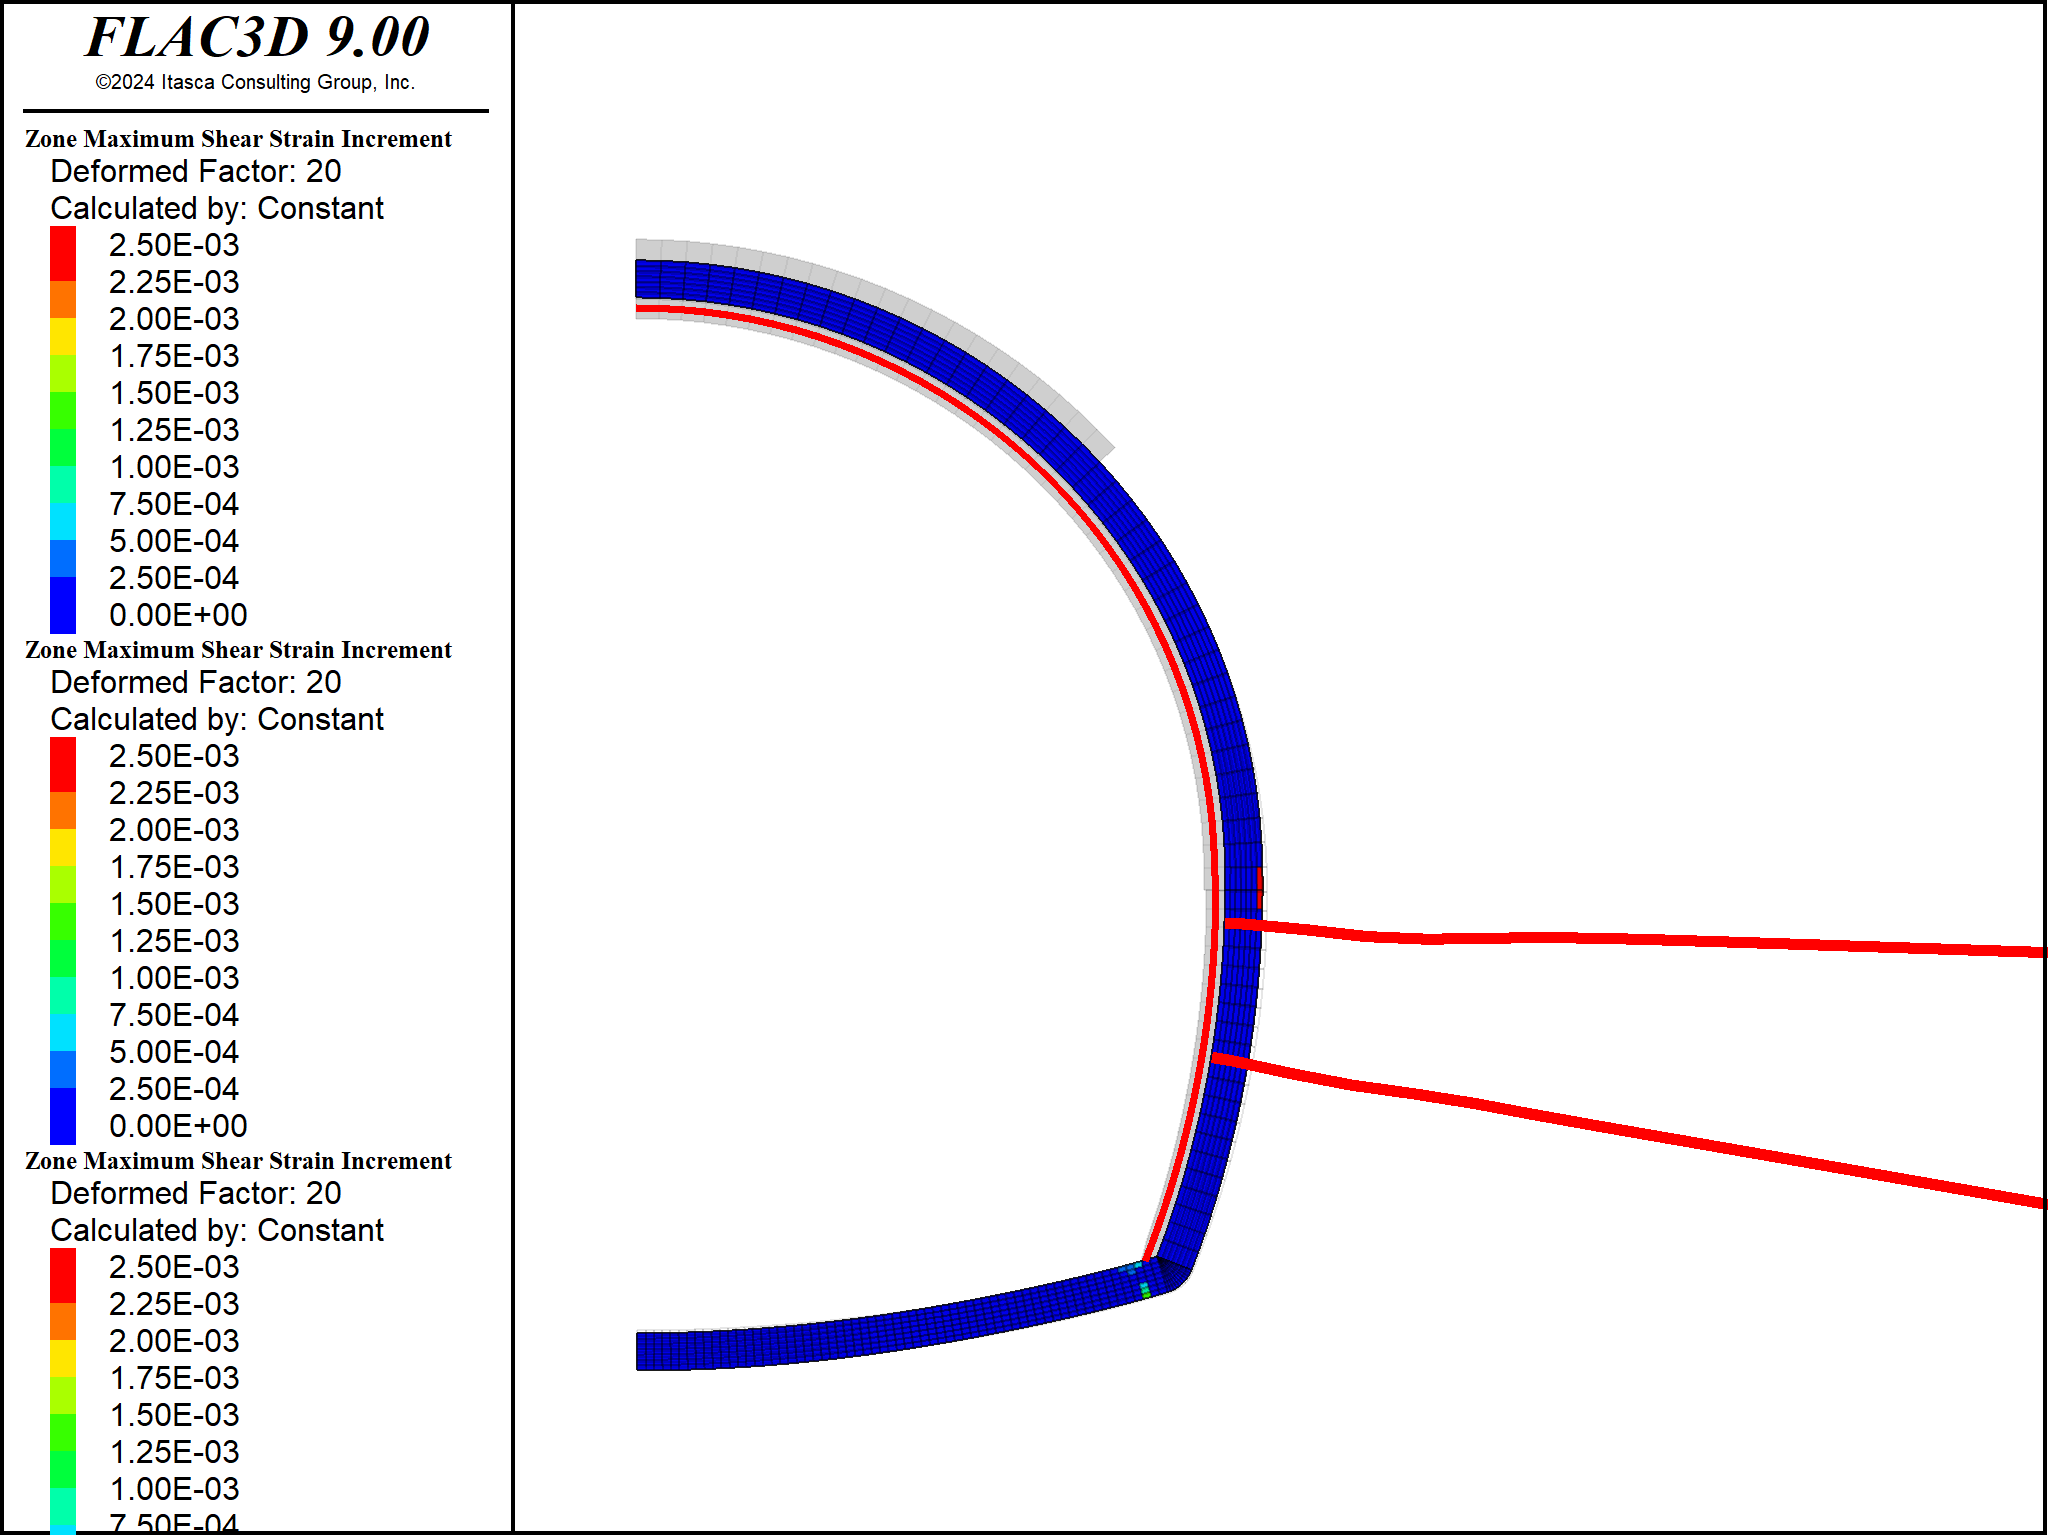 FLAC3D 9.00
©2024 Itasca Consulting Group, Inc.
Zone Maximum Shear Strain Increment
Deformed Factor: 20
Calculated by: Constant
2.50E-03
2.25E-03
2.00E-03
1.75E-03
1.50E-03
1.25E-03
1.00E-03
7.50E-04
5.00E-04
2.50E-04
0.00E+00
Zone Maximum Shear Strain Increment
Deformed Factor: 20
Calculated by: Constant
2.50E-03
2.25E-03
2.00E-03
1.75E-03
1.50E-03
1.25E-03
1.00E-03
7.50E-04
5.00E-04
2.50E-04
0.00E+00
Zone Maximum Shear Strain Increment
Deformed Factor: 20
Calculated by: Constant
2.50E-03
2.25E-03
2.00E-03
1.75E-03
1.50E-03
1.25E-03
1.00E-03
7.50E-04